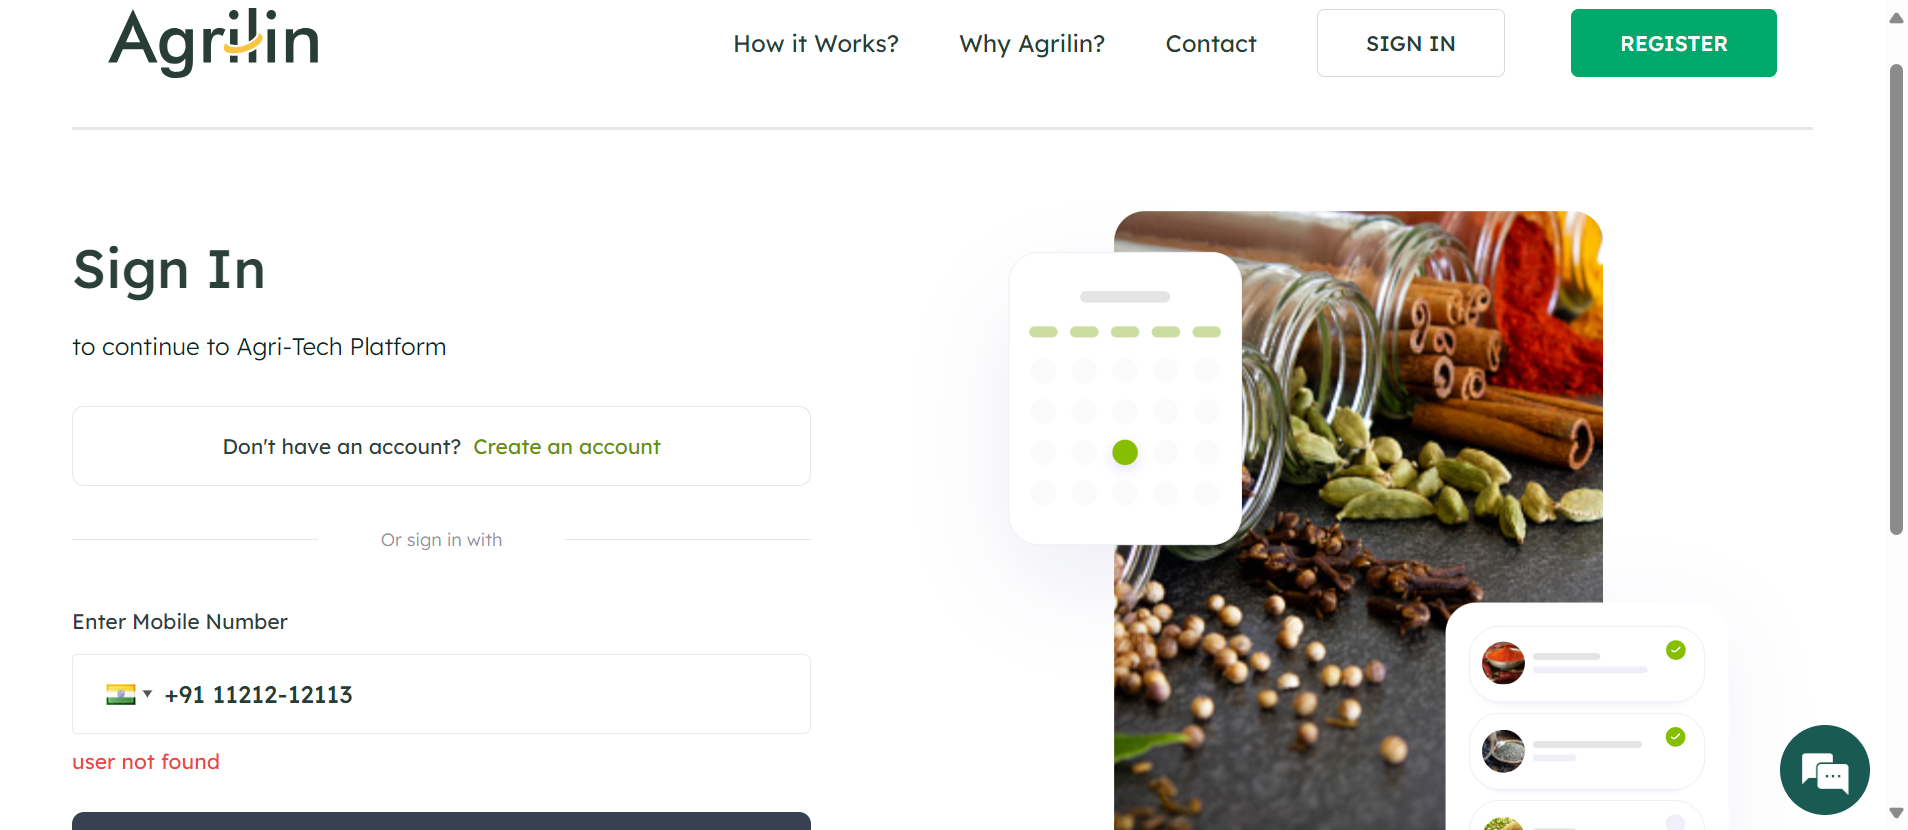 Agrilin
How it Works?
Why Agrilin?
Contact
SIGN IN
REGISTER
Sign In
to continue to Agri-Tech Platform
Don't have an account? Create an account
Or sign in with
Enter Mobile Number
+91 11212-12113
user not found